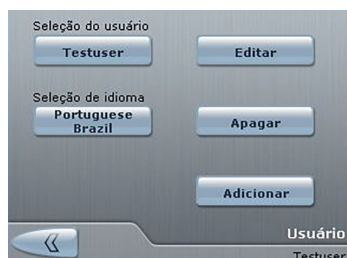 Seleção do usuário
Testuser
Editar
Seleção de idioma
Portuguese
Brazil
Apagar
Adicionar
Usuário
Testuser